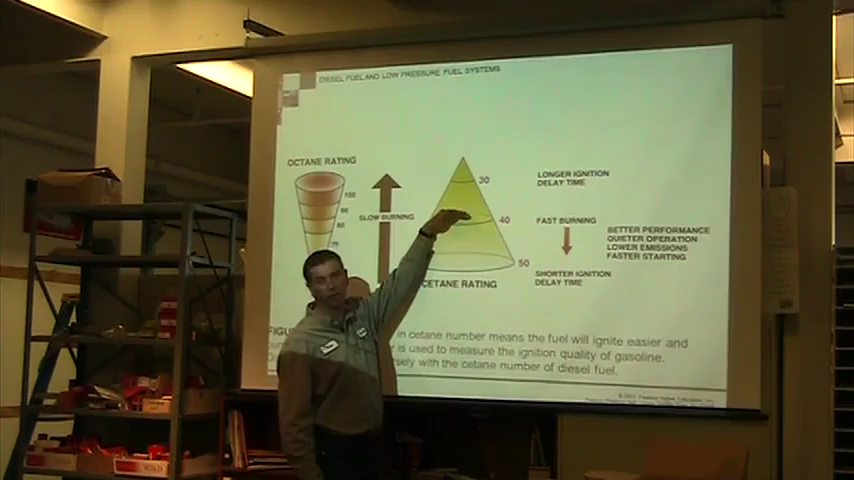 DIESEL FUEL AND LOW PRESSURE FUEL SYSTEMS
OCTANE RATING
100
90
80
70
SLOW BURNING
30
40
50
CETANE RATING
LONGER IGNITION
DELAY TIME
FAST BURNING
SHORTER IGNITION
DELAY TIME
BETTER PERFORMANCE
QUIETER OPERATION
LOWER EMISSIONS
FASTER STARTING
FIGU
in cetane number means the fuel will ignite easier and
r is used to measure the ignition quality of gasoline.
rsely with the cetane number of diesel fuel.